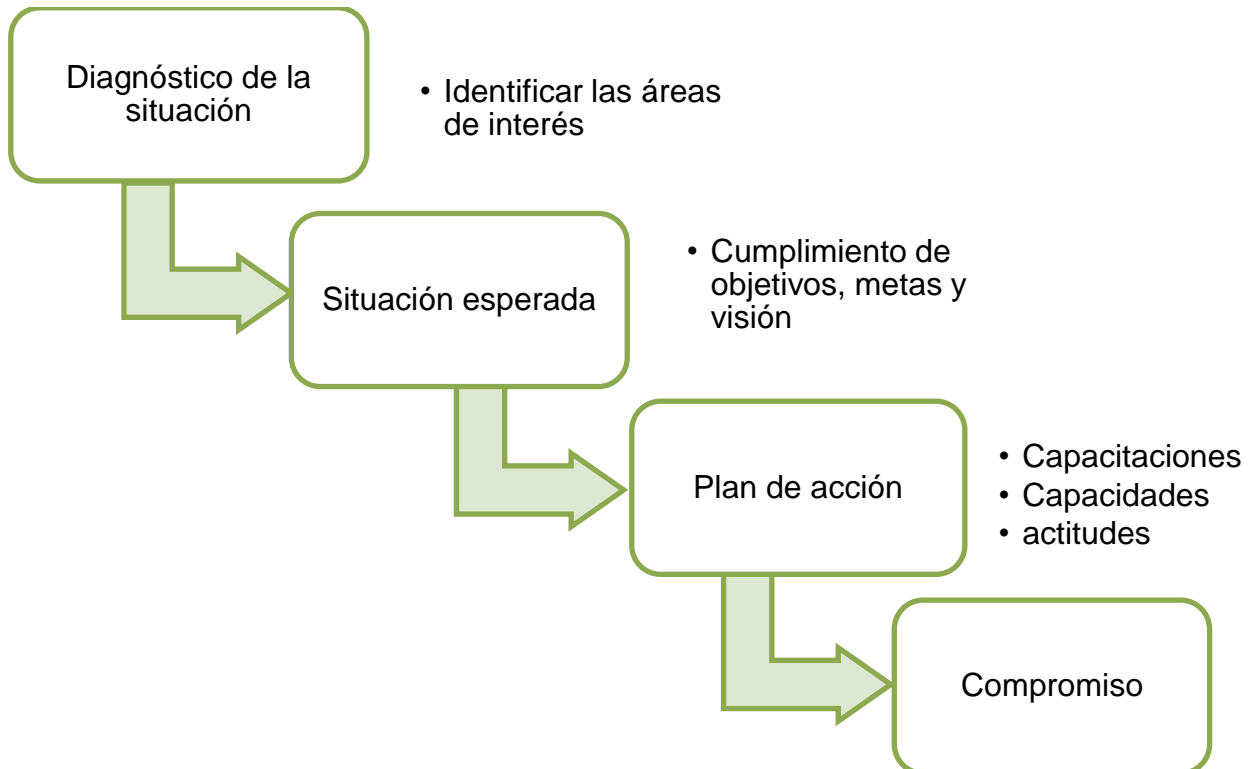 Diagnóstico de la
situación
• Identificar las áreas
de interés
Situación esperada
• Cumplimiento de
objetivos, metas y
visión
Plan de acción
• Capacitaciones
• Capacidades
• actitudes
Compromiso